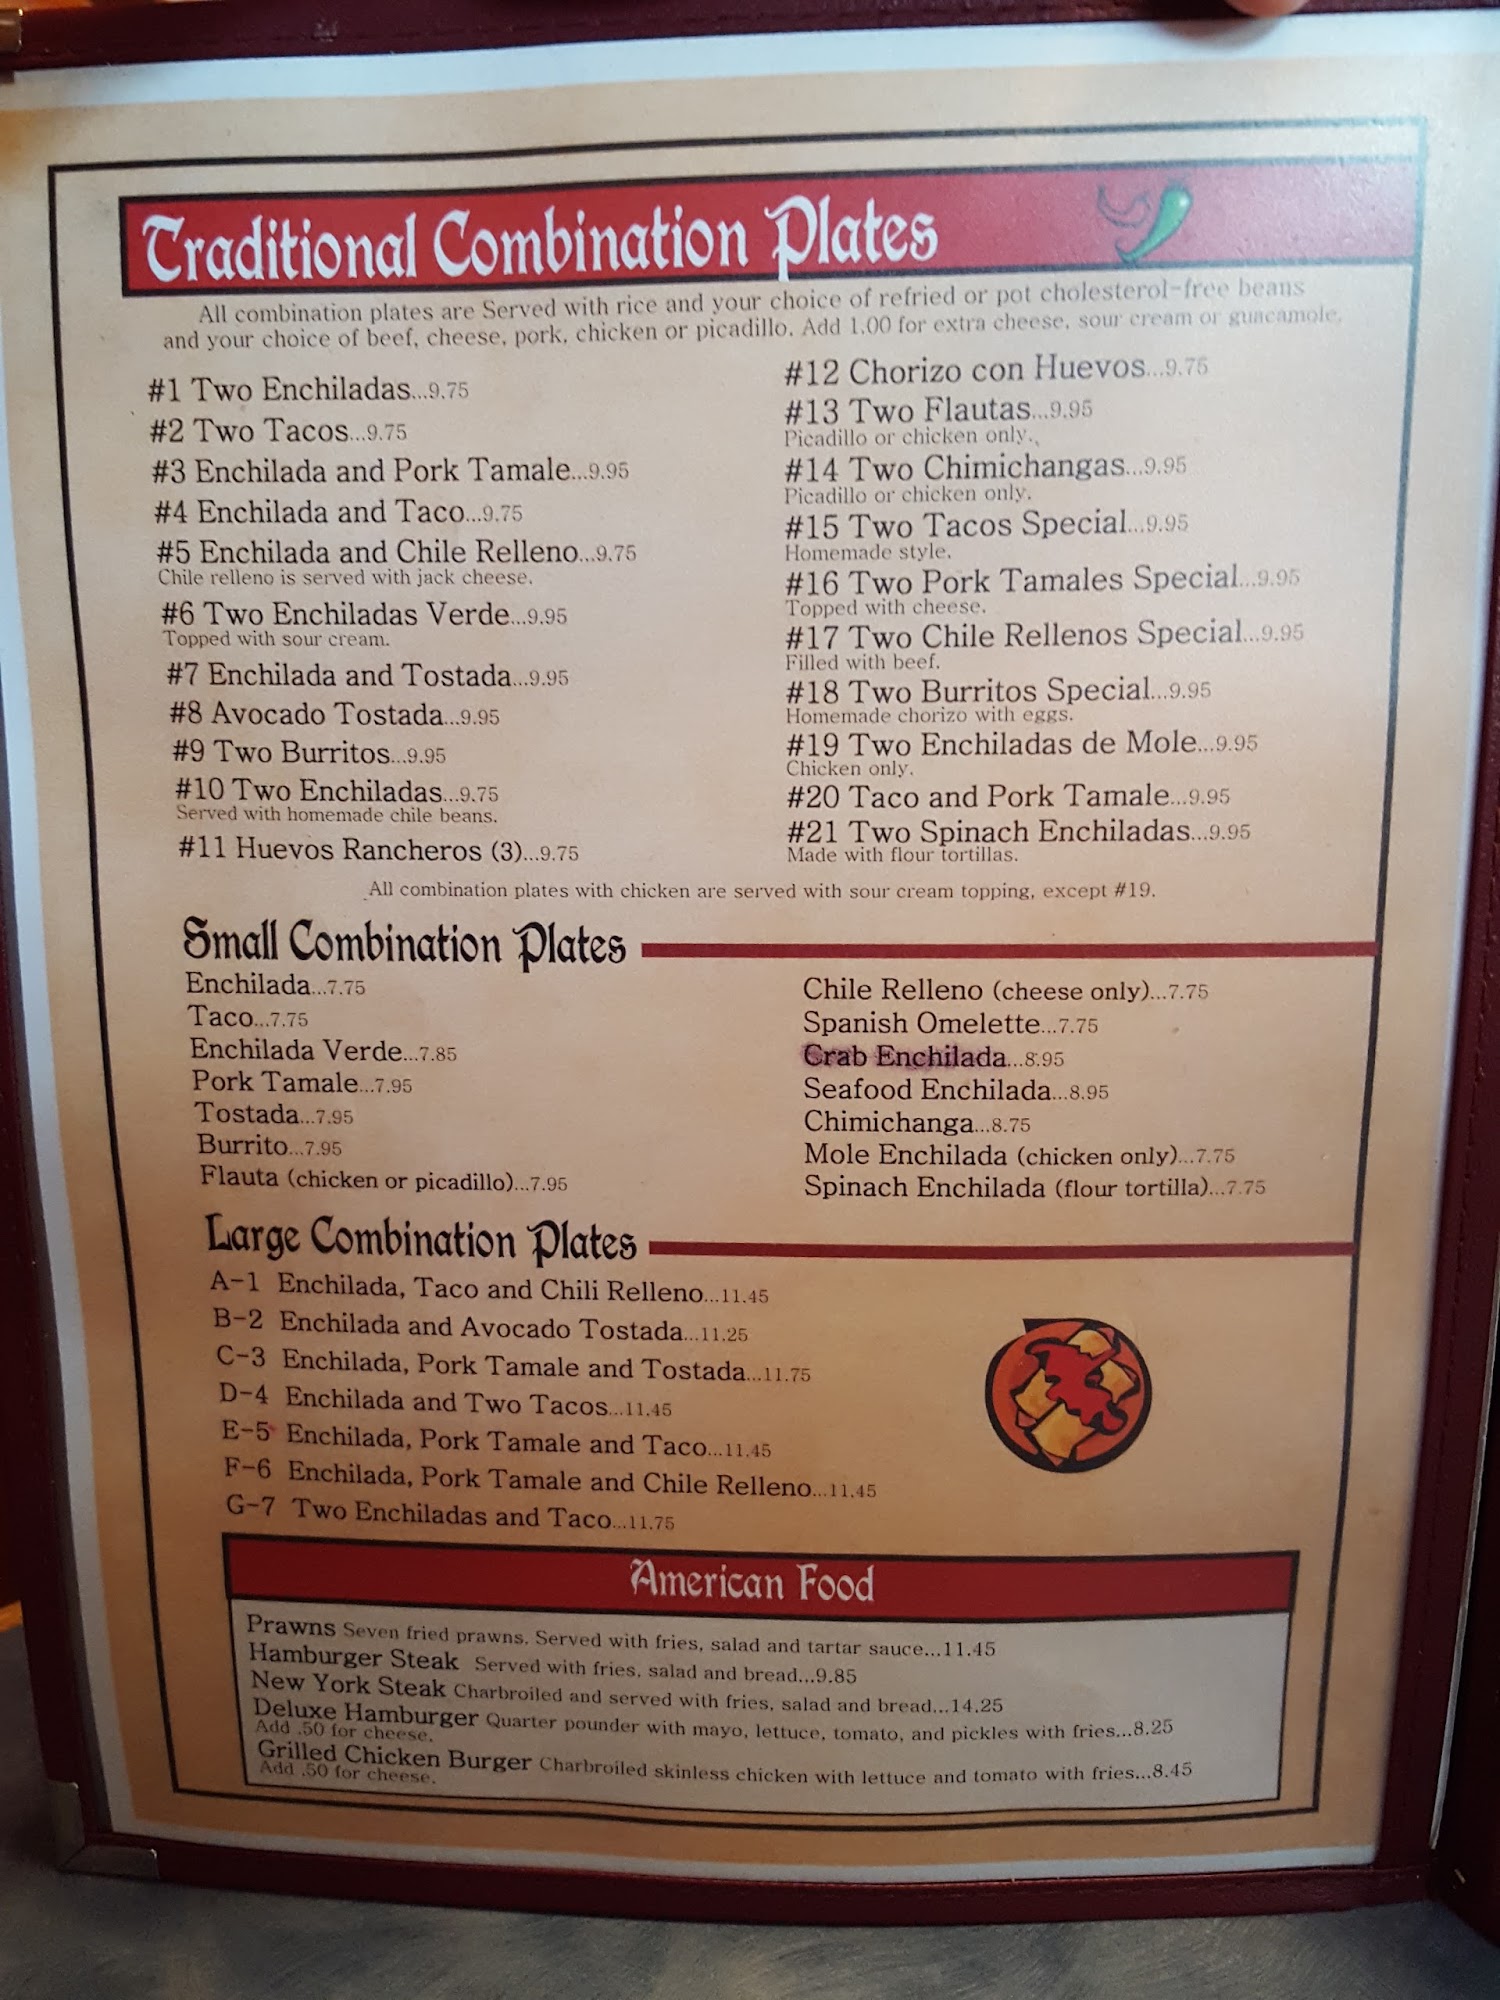 Traditional Combination Plates
All combination plates are Served with rice and your choice of refried or pot cholesterol-free beans
and your choice of beef, cheese, pork, chicken or picadillo. Add 1.00 for extra cheese, sour cream or guacamole.
#1 Two Enchiladas...9.75
#2 Two Tacos...9.75
#3 Enchilada and Pork Tamale...9.95
#4 Enchilada and Taco...9.75
#5 Enchilada and Chile Relleno...9.75
Chile relleno is served with jack cheese.
#6 Two Enchiladas Verde...9.95
Topped with sour cream.
#7 Enchilada and Tostada...9.95
#8 Avocado Tostada...9.95
#9 Two Burritos...9.95
#10 Two Enchiladas...9.75
Served with homemade chile beans.
#11 Huevos Rancheros (3)...9.75
#12 Chorizo con Huevos...9.75
#13 Two Flautas...9.95
Picadillo or chicken only.
#14 Two Chimichangas...9.95
Picadillo or chicken only.
#15 Two Tacos Special...9.95
Homemade style.
#16 Two Pork Tamales Special...9.95
Topped with cheese.
#17 Two Chile Rellenos Special...9.95
Filled with beef.
#18 Two Burritos Special...9.95
Homemade chorizo with eggs.
#19 Two Enchiladas de Mole...9.95
Chicken only.
#20 Taco and Pork Tamale...9.95
#21 Two Spinach Enchiladas...9.95
Made with flour tortillas.
All combination plates with chicken are served with sour cream topping, except #19.
Small Combination Plates
Enchilada...7.75
Taco...7.75
Enchilada Verde...7.85
Pork Tamale...7.95
Tostada...7.95
Burrito...7.95
Flauta (chicken or picadillo)...7.95
Chile Relleno (cheese only)...7.75
Spanish Omelette...7.75
Crab Enchilada...8.95
Seafood Enchilada...8.95
Chimichanga...8.75
Mole Enchilada (chicken only)...7.75
Spinach Enchilada (flour tortilla)...7.75
Large Combination Plates
A-1 Enchilada, Taco and Chili Relleno...11.45
B-2 Enchilada and Avocado Tostada...11.25
C-3 Enchilada, Pork Tamale and Tostada...11.75
D-4 Enchilada and Two Tacos...11.45
E-5 Enchilada, Pork Tamale and Taco...11.45
F-6 Enchilada, Pork Tamale and Chile Relleno...11.45
G-7 Two Enchiladas and Taco...11.75
American Food
Prawns Seven fried prawns. Served with fries, salad and tartar sauce...11.45
Hamburger Steak Served with fries, salad and bread...9.85
New York Steak Charbroiled and served with fries, salad and bread...14.25
Deluxe Hamburger Quarter pounder with mayo, lettuce, tomato, and pickles with fries...8.25
Add .50 for cheese.
Grilled Chicken Burger Charbroiled skinless chicken with lettuce and tomato with fries...8.45
Add .50 for cheese.